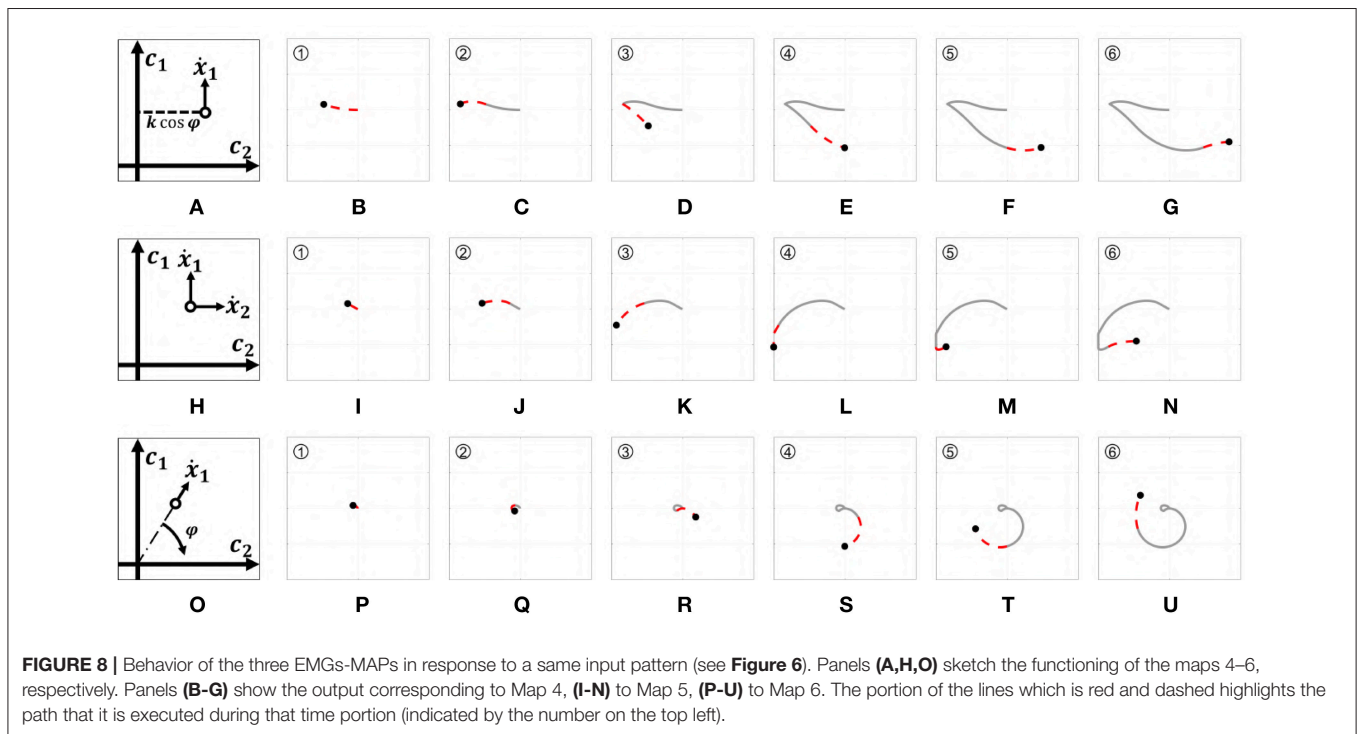 c₁ ẋ₁ k cos φ c₂
① ② ③ ④ ⑤ ⑥
A B C D E F G
c₁ ẋ₁ ẋ₂ c₂
① ② ③ ④ ⑤ ⑥
H I J K L M N
c₁ ẋ₁ φ c₂
① ② ③ ④ ⑤ ⑥
O P Q R S T U
FIGURE 8 | Behavior of the three EMGs-MAPs in response to a same input pattern (see Figure 6). Panels (A,H,O) sketch the functioning of the maps 4–6,
respectively. Panels (B-G) show the output corresponding to Map 4, (I-N) to Map 5, (P-U) to Map 6. The portion of the lines which is red and dashed highlights the
path that it is executed during that time portion (indicated by the number on the top left).